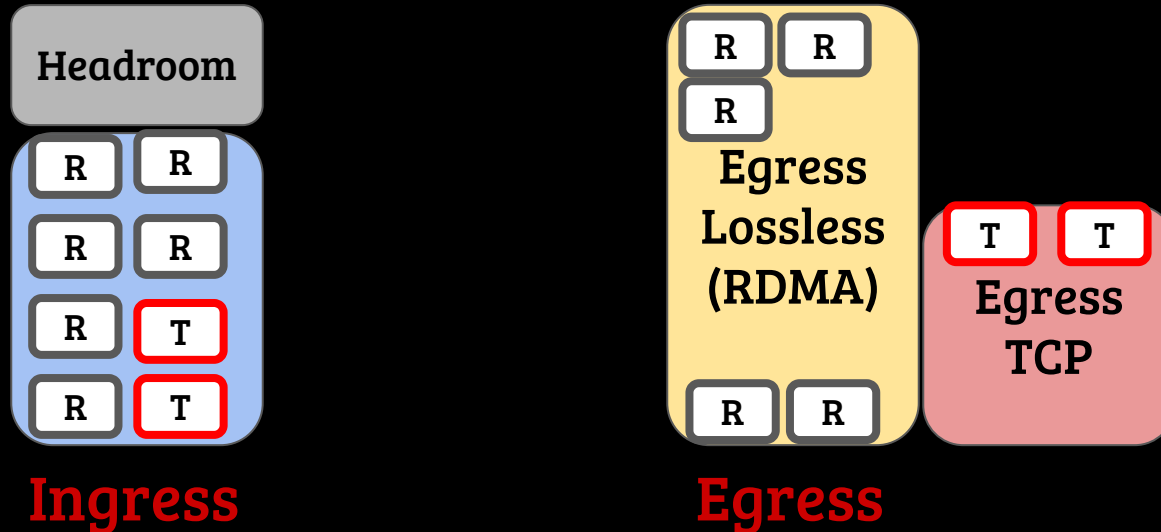 Headroom
R R
R R
R T
R T
Ingress
R R
R
Egress
Lossless
(RDMA)
R R
T T
Egress
TCP
Egress